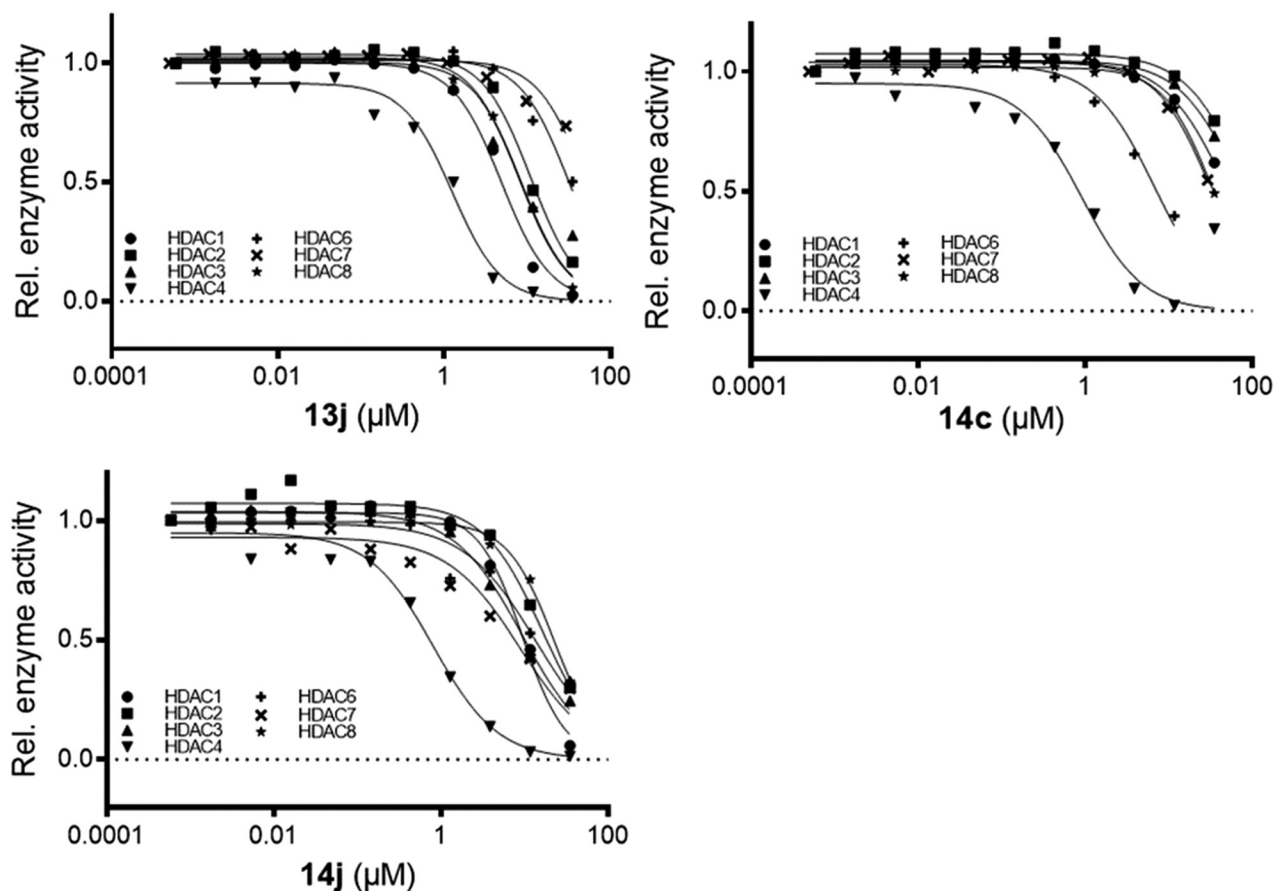 Rel. enzyme activity
1.0
0.5
0.0
HDAC1
HDAC2
HDAC3
HDAC4
HDAC6
HDAC7
HDAC8
0.0001 0.01 1 100
13j (µM)
Rel. enzyme activity
1.0
0.5
0.0
HDAC1
HDAC2
HDAC3
HDAC4
HDAC6
HDAC7
HDAC8
0.0001 0.01 1 100
14c (µM)
Rel. enzyme activity
1.0
0.5
0.0
HDAC1
HDAC2
HDAC3
HDAC4
HDAC6
HDAC7
HDAC8
0.0001 0.01 1 100
14j (µM)